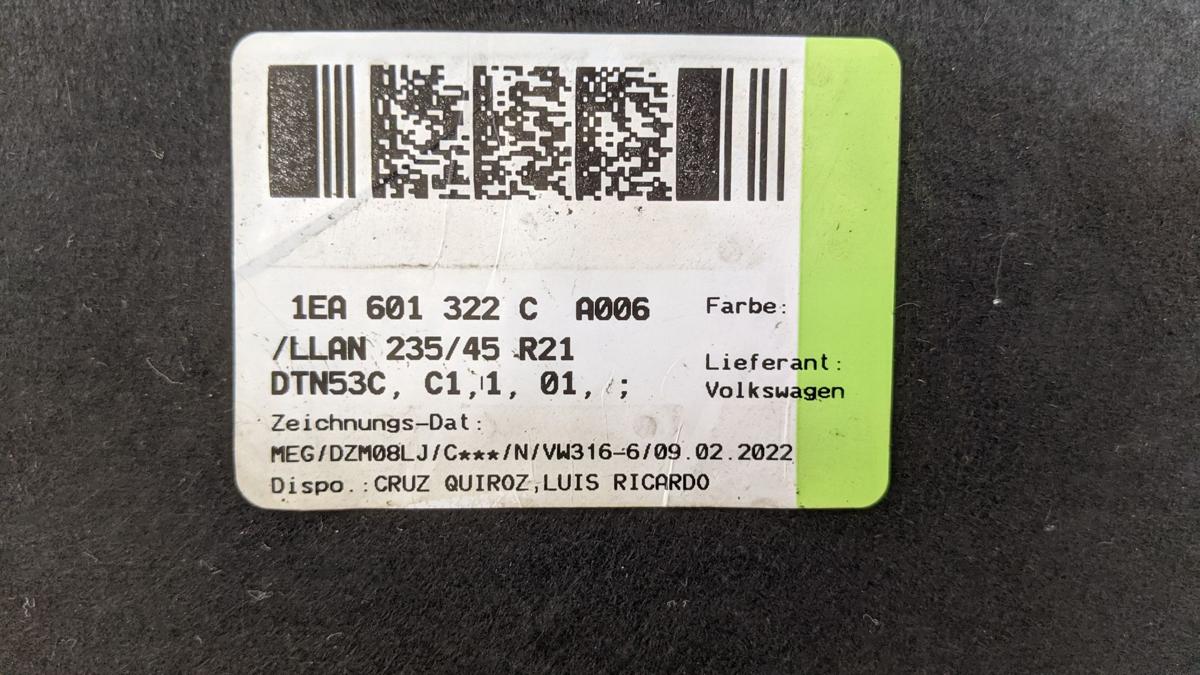 1EA 601 322 C A006
Farbe:
/LLAN 235/45 R21
Lieferant:
DTN53C, C1,1, 01, ;
Volkswagen
Zeichnungs-Dat:
MEG/DZM08LJ/C***/N/VW316-6/09.02.2022
Dispo.:CRUZ QUIROZ,LUIS RICARDO